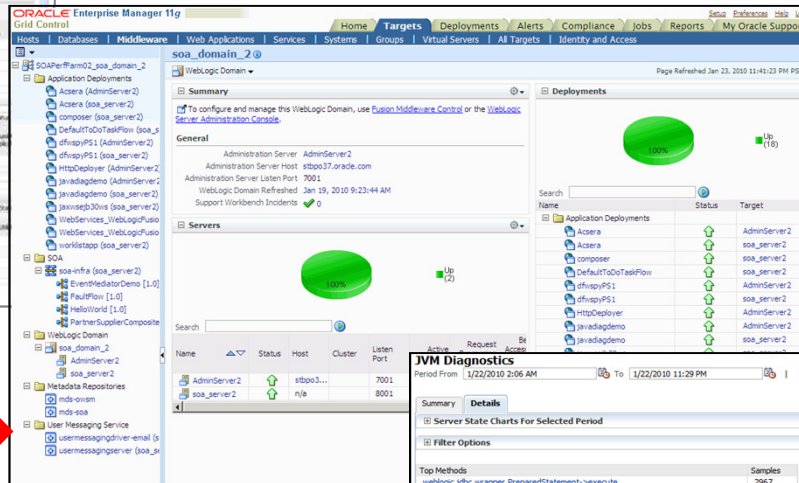 ORACLE Enterprise Manager 11g
Grid Control
Setup Preferences Help
Home Targets Deployments Alerts Compliance Jobs Reports My Oracle Suppo
Hosts | Databases | Middleware | Web Applications | Services | Systems | Groups | Virtual Servers | All Targets | Identity and Access
SOAPerfFarm02_soa_domain_2
Application Deployments
Acsera (AdminServer2)
Acsera (soa_server2)
composer (soa_server2)
DefaultToDoTaskFlow (soa_s
dfwspyPS1 (AdminServer2)
dfwspyPS1 (soa_server2)
HttpDeployer (AdminServer2
javadiagdemo (AdminServer2
javadiagdemo (soa_server2)
jaxwsejb30ws (soa_server2)
WebServices_WebLogicFusio
WebServices_WebLogicFusio
worklistapp (soa_server2)
SOA
soa-infra (soa_server2)
EventMediatorDemo [1.0]
FaultFlow [1.0]
HelloWorld [1.0]
PartnerSupplierComposite
WebLogic Domain
soa_domain_2
AdminServer2
soa_server2
Metadata Repositories
mds-owsm
mds-soa
User Messaging Service
usermessagingdriver-email (s
usermessagingserver (soa_se
soa_domain_2
WebLogic Domain
Page Refreshed Jan 23, 2010 11:41:23 PM PS
Summary
To configure and manage this WebLogic Domain, use Fusion Middleware Control or the WebLogic
Server Administration Console.
General
Administration Server AdminServer2
Administration Server Host stbpo37.oracle.com
Administration Server Listen Port 7001
WebLogic Domain Refreshed Jan 19, 2010 9:23:44 AM
Support Workbench Incidents 0
Servers
100%
Up
(2)
Search
Name Status Host Cluster Listen Port Active Request Be Access
AdminServer2 stbpo3... 7001
soa_server2 n/a 8001
Deployments
100%
Up
(18)
Search
Name Status Target
Application Deployments
Acsera AdminServer2
Acsera soa_server2
composer soa_server2
DefaultToDoTaskFlow soa_server2
dfwspyPS1 AdminServer2
dfwspyPS1 soa_server2
HttpDeployer AdminServer2
javadiagdemo AdminServer2
javadiagdemo soa_server2
JVM Diagnostics
Period From 1/22/2010 2:06 AM To 1/22/2010 11:29 PM
Summary Details
Server State Charts For Selected Period
Filter Options
Top Methods Samples
weblogic.jdbc.wrapper.PreparedStatement->execute 2967